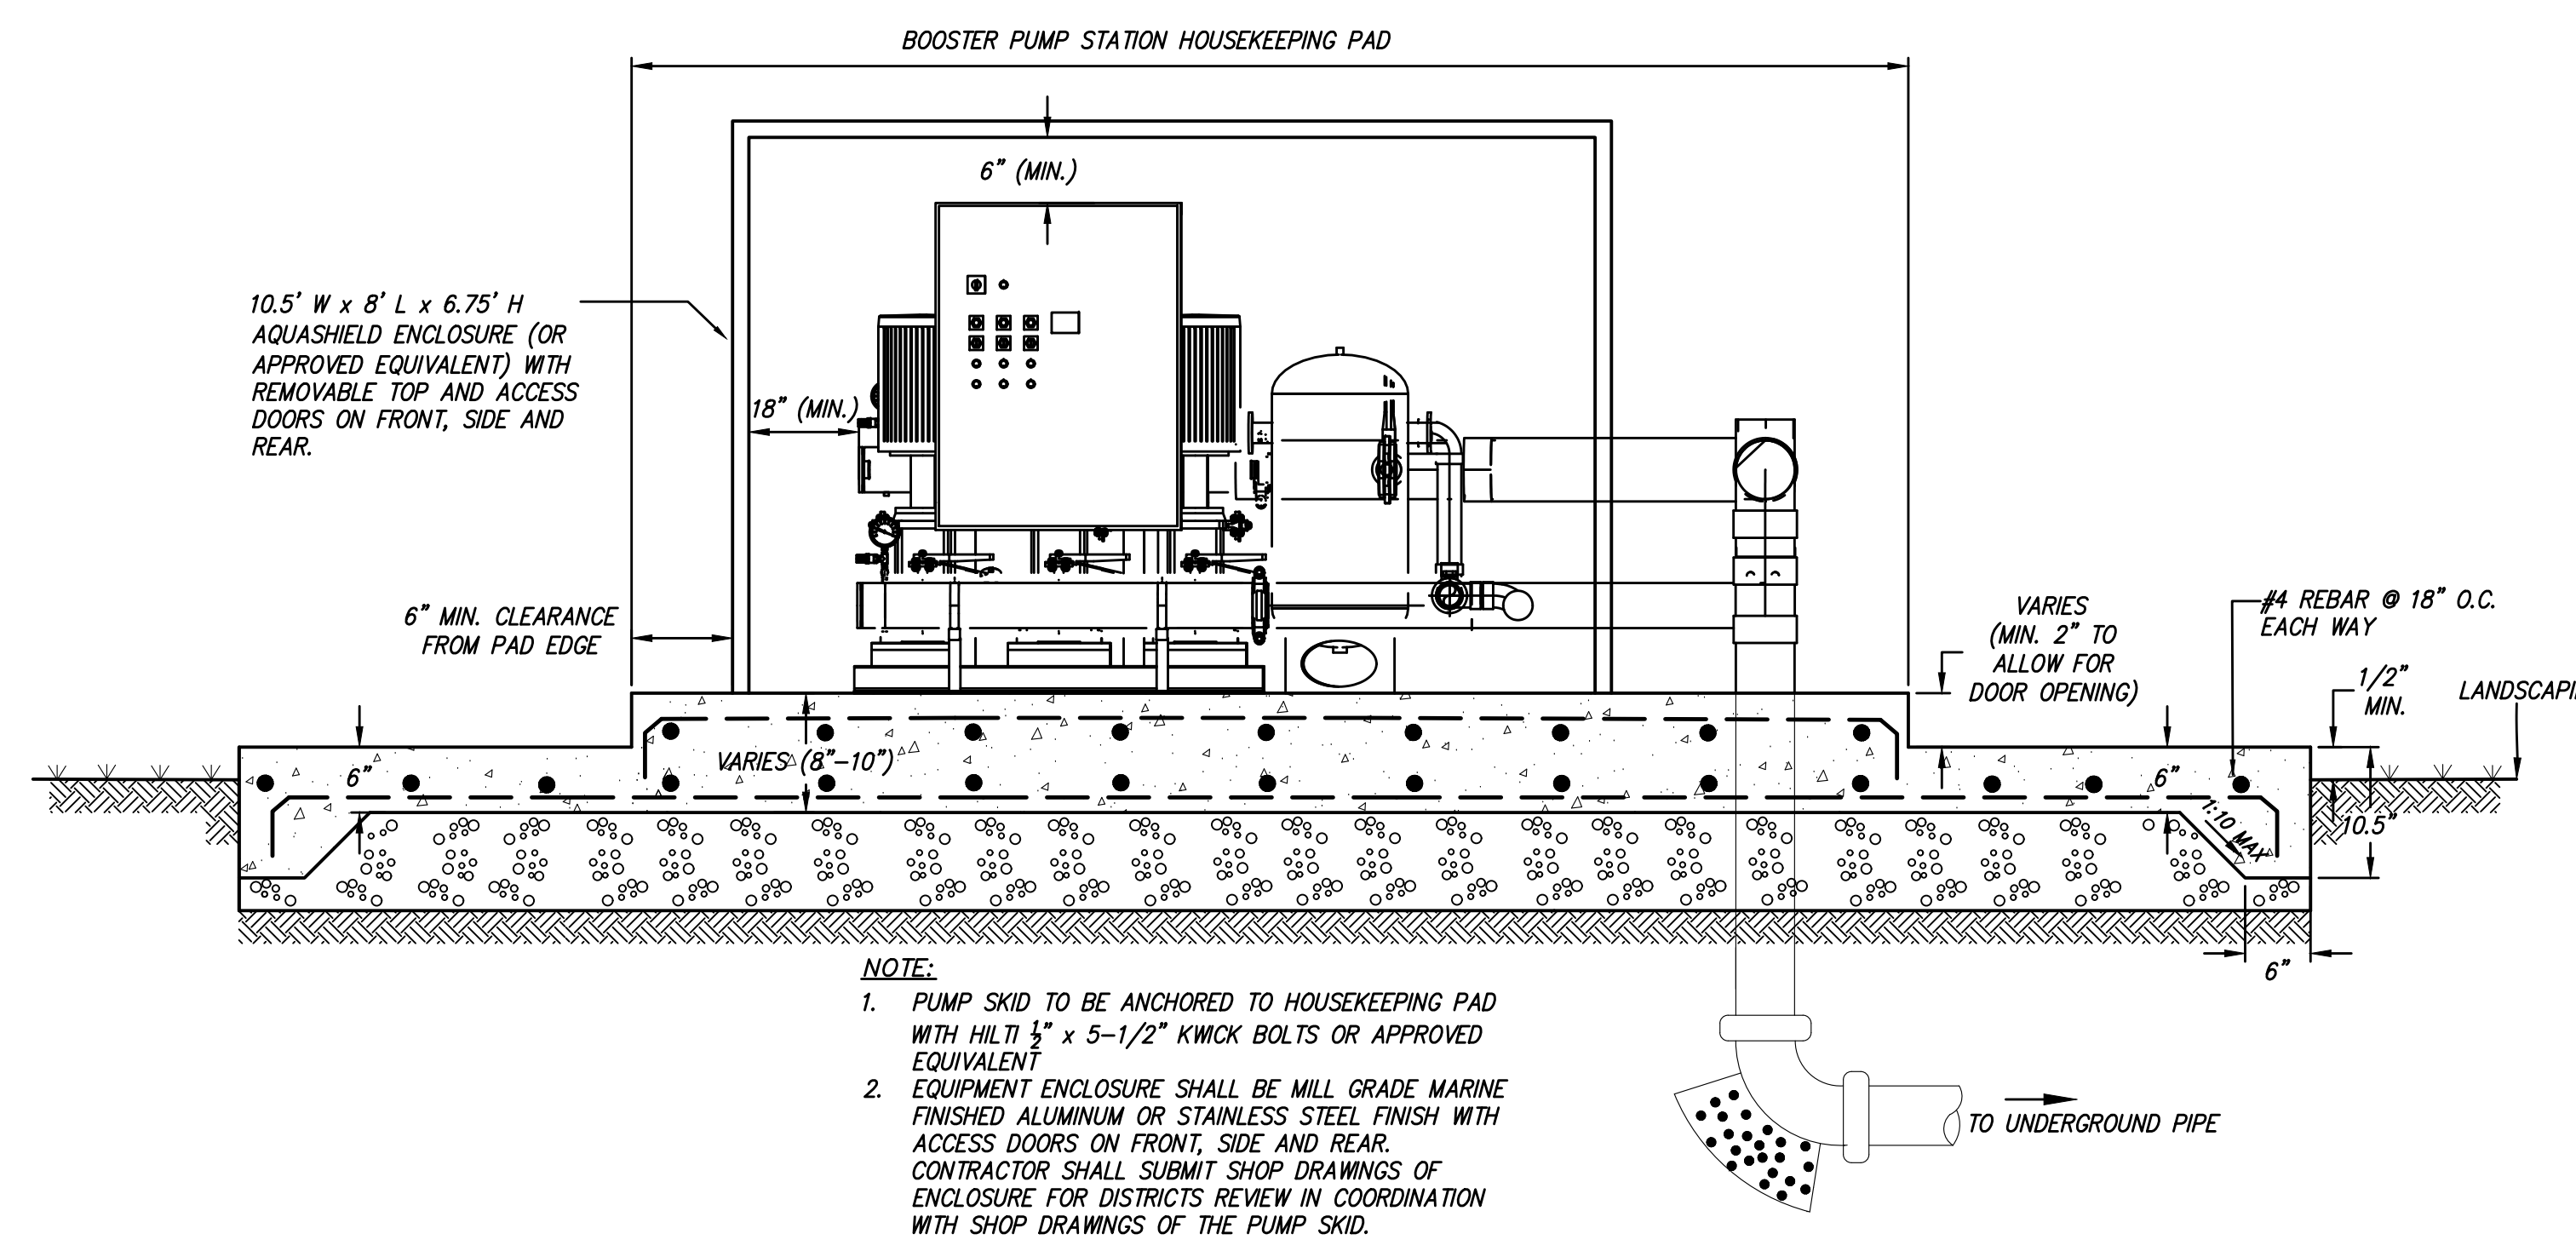 BOOSTER PUMP STATION HOUSEKEEPING PAD
6” (MIN.)
10.5’ W x 8’ L x 6.75’ H
AQUASHIELD ENCLOSURE (OR
APPROVED EQUIVALENT) WITH
REMOVABLE TOP AND ACCESS
DOORS ON FRONT, SIDE AND
REAR.
18” (MIN.)
6” MIN. CLEARANCE
FROM PAD EDGE
VARIES
(MIN. 2” TO
ALLOW FOR
DOOR OPENING)
#4 REBAR @ 18” O.C.
EACH WAY
1/2”
MIN.
LANDSCAPI
6”
VARIES (8”-10”)
6”
1:10 MAX
10.5”
6”
NOTE:
1. PUMP SKID TO BE ANCHORED TO HOUSEKEEPING PAD
WITH HILTI 1/2” x 5-1/2” KWICK BOLTS OR APPROVED
EQUIVALENT
2. EQUIPMENT ENCLOSURE SHALL BE MILL GRADE MARINE
FINISHED ALUMINUM OR STAINLESS STEEL FINISH WITH
ACCESS DOORS ON FRONT, SIDE AND REAR.
CONTRACTOR SHALL SUBMIT SHOP DRAWINGS OF
ENCLOSURE FOR DISTRICTS REVIEW IN COORDINATION
WITH SHOP DRAWINGS OF THE PUMP SKID.
TO UNDERGROUND PIPE